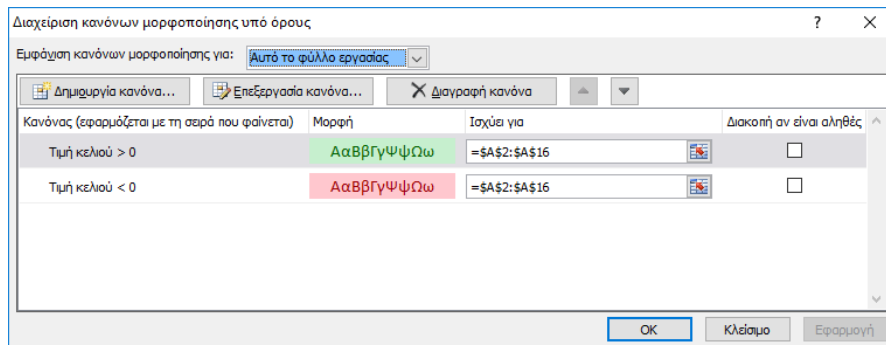 Διαχείριση κανόνων μορφοποίησης υπό όρους ? ✕
Εμφάνιση κανόνων μορφοποίησης για: Αυτό το φύλλο εργασίας
Δημιουργία κανόνα... Επεξεργασία κανόνα... Διαγραφή κανόνα
Κανόνας (εφαρμόζεται με τη σειρά που φαίνεται) Μορφή Ισχύει για Διακοπή αν είναι αληθές
Τιμή κελιού > 0 ΑαΒβΓγΨψΩω =$A$2:$A$16
Τιμή κελιού < 0 ΑαΒβΓγΨψΩω =$A$2:$A$16
OK Κλείσιμο Εφαρμογή